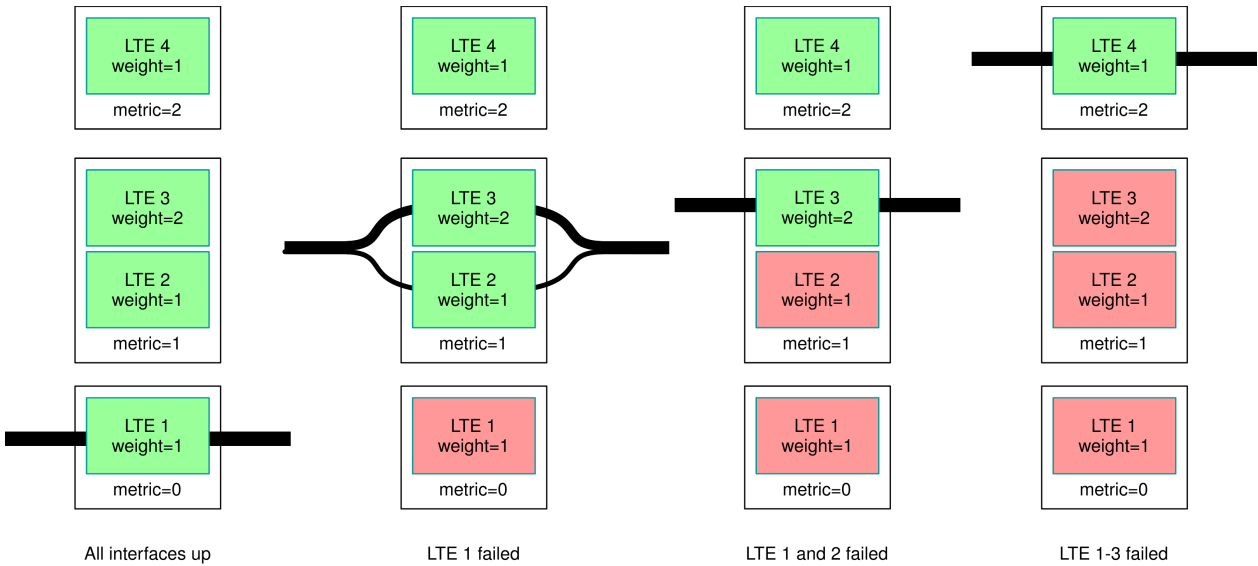 LTE 4
weight=1
metric=2
LTE 3
weight=2
LTE 2
weight=1
metric=1
LTE 1
weight=1
metric=0
All interfaces up
LTE 4
weight=1
metric=2
LTE 3
weight=2
LTE 2
weight=1
metric=1
LTE 1
weight=1
metric=0
LTE 1 failed
LTE 4
weight=1
metric=2
LTE 3
weight=2
LTE 2
weight=1
metric=1
LTE 1
weight=1
metric=0
LTE 1 and 2 failed
LTE 4
weight=1
metric=2
LTE 3
weight=2
LTE 2
weight=1
metric=1
LTE 1
weight=1
metric=0
LTE 1-3 failed